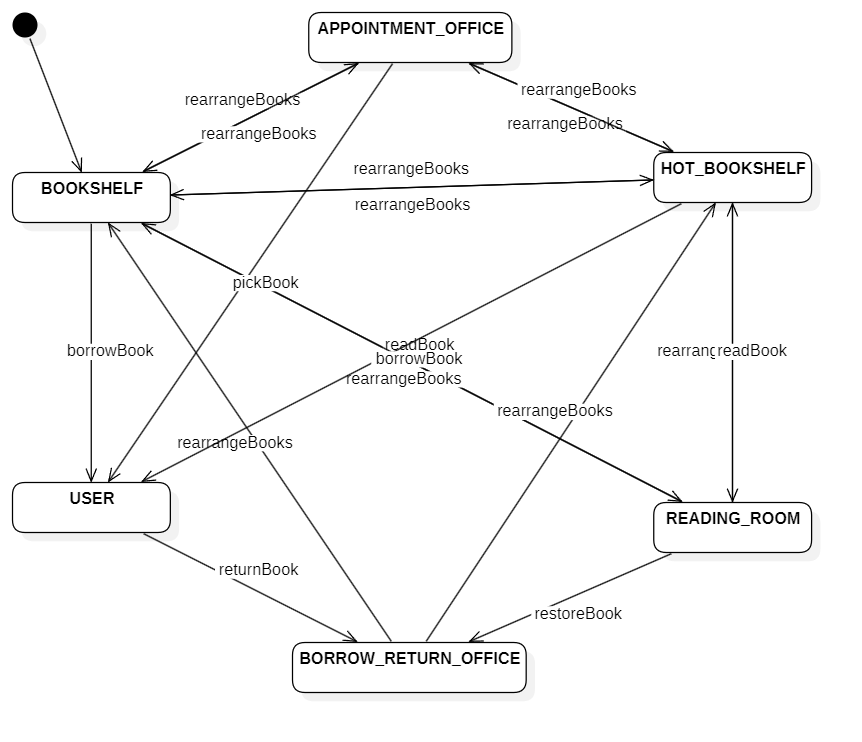 APPOINTMENT_OFFICE
rearrangeBooks
rearrangeBooks
rearrangeBooks
rearrangeBooks
rearrangeBooks
HOT_BOOKSHELF
BOOKSHELF
rearrangeBooks
pickBook
readBook
borrowBook
borrowBook
rearrang
readBook
rearrangeBooks
rearrangeBooks
rearrangeBooks
USER
READING_ROOM
returnBook
restoreBook
BORROW_RETURN_OFFICE